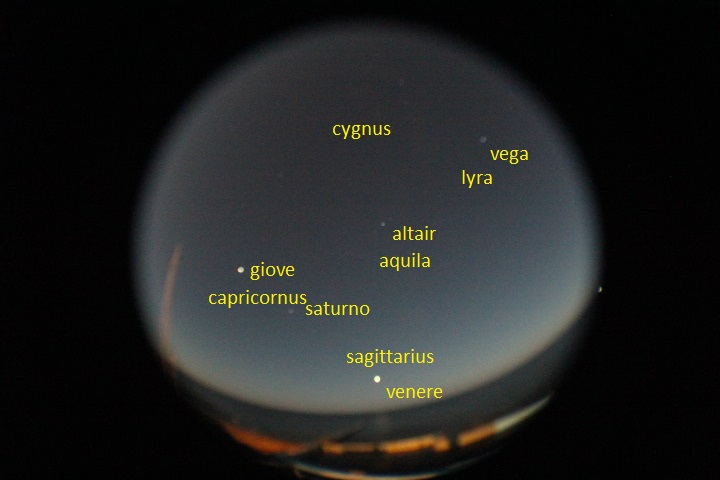 cygnus
vega
lyra
altair
aquila
giove
capricornus
saturno
sagittarius
venere